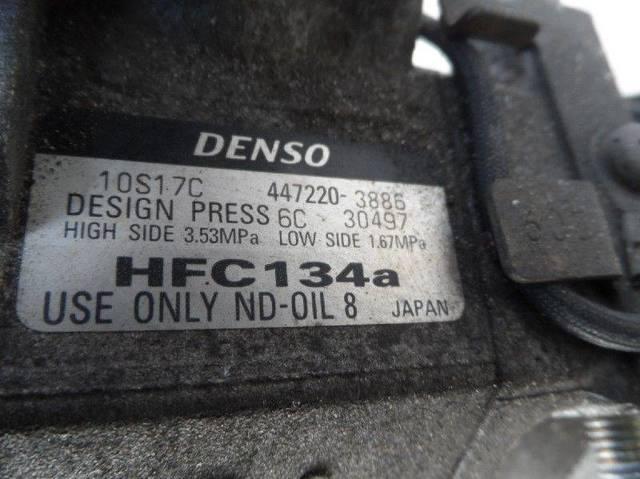 DENSO
10S17C 447220-3886
DESIGN PRESS 6C 30497
HIGH SIDE 3.53MPa LOW SIDE 1.67MPa
HFC134a
USE ONLY ND-OIL 8 JAPAN